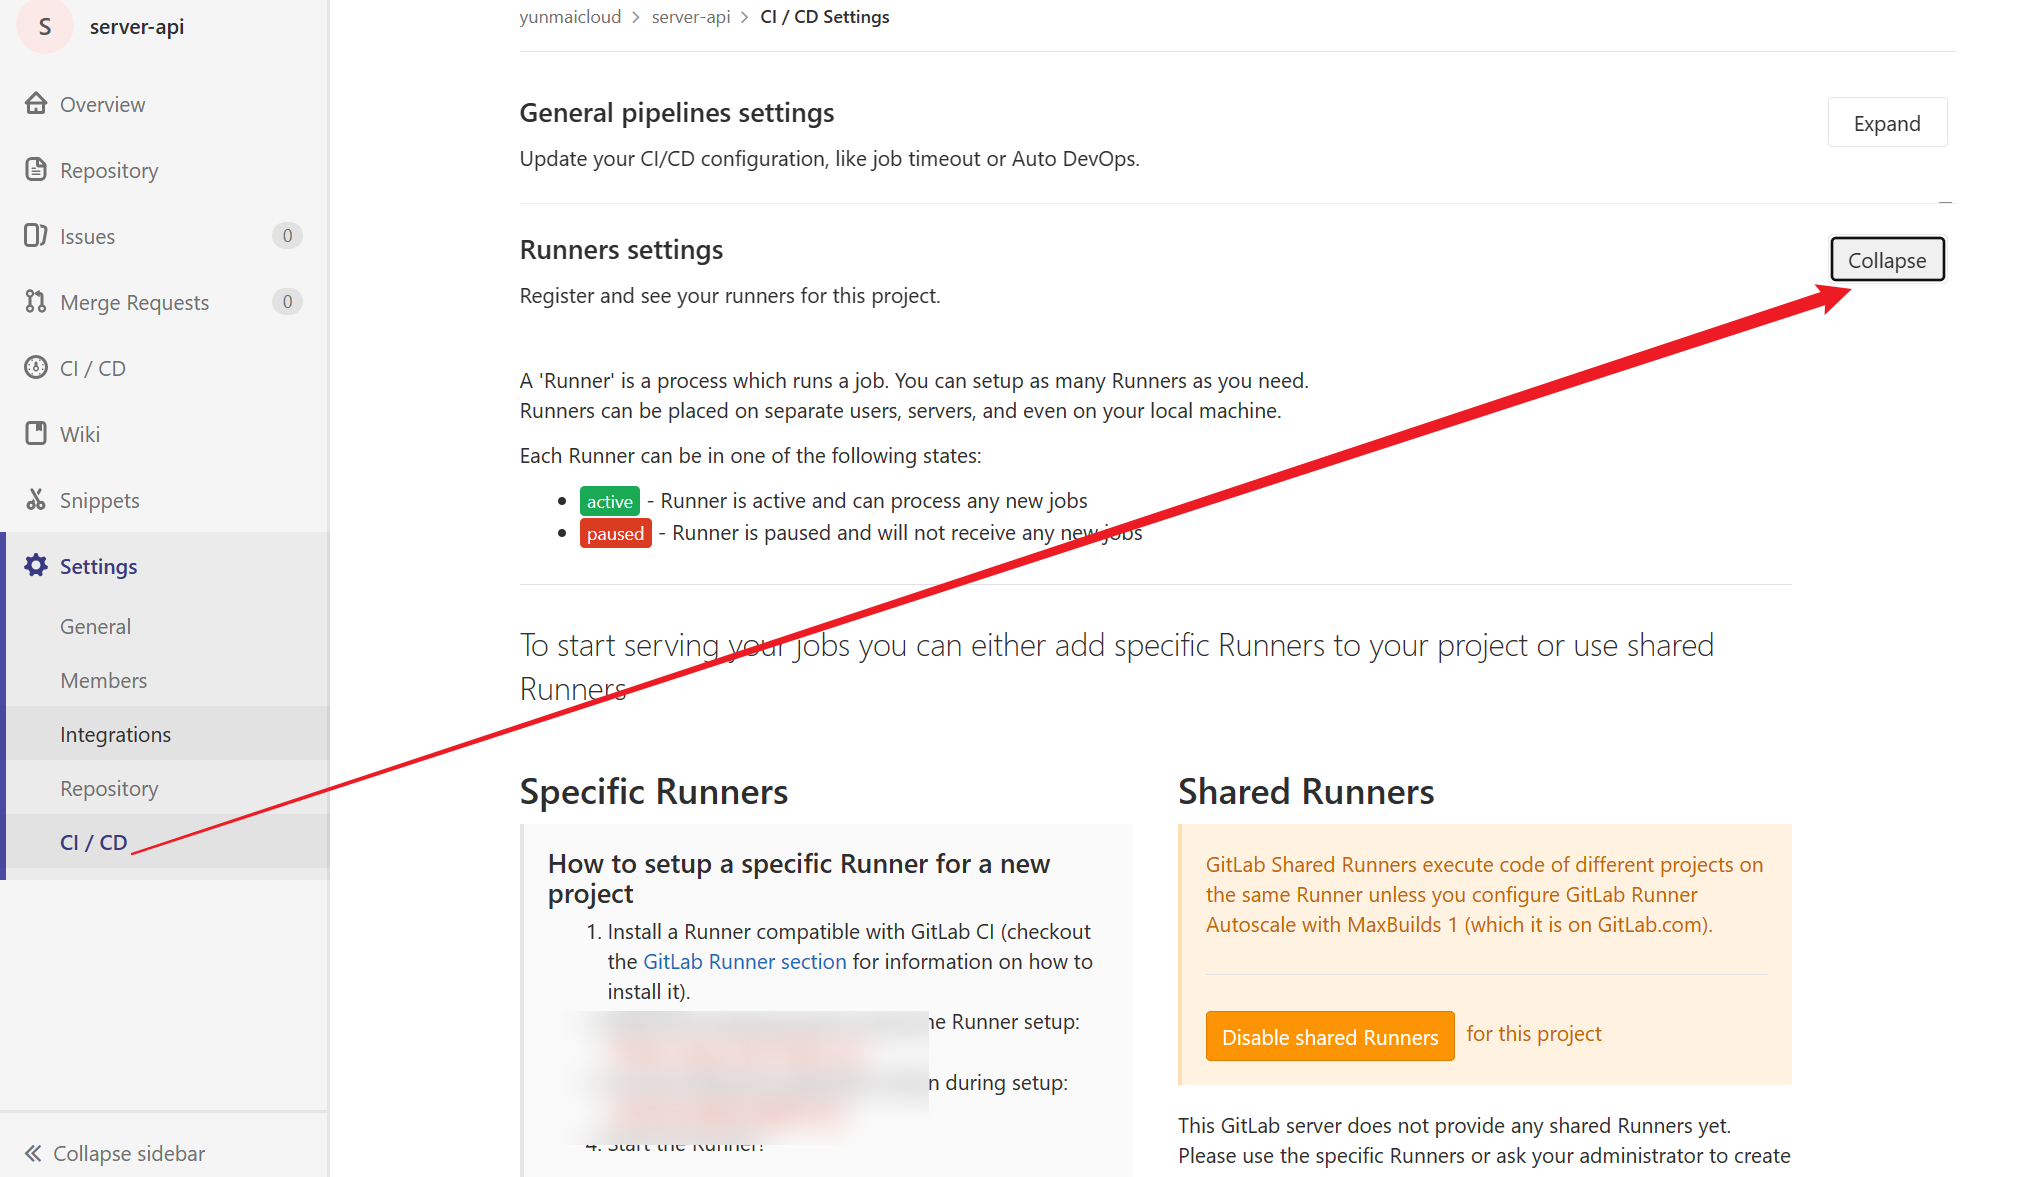 S
server-api
Overview
Repository
Issues
0
Merge Requests
0
CI / CD
Wiki
Snippets
Settings
General
Members
Integrations
Repository
CI / CD
Collapse sidebar
yunmaicloud > server-api > CI / CD Settings
General pipelines settings
Expand
Update your CI/CD configuration, like job timeout or Auto DevOps.
Runners settings
Collapse
Register and see your runners for this project.
A 'Runner' is a process which runs a job. You can setup as many Runners as you need.
Runners can be placed on separate users, servers, and even on your local machine.
Each Runner can be in one of the following states:
active - Runner is active and can process any new jobs
paused - Runner is paused and will not receive any new jobs
To start serving your jobs you can either add specific Runners to your project or use shared
Runners
Specific Runners
How to setup a specific Runner for a new
project
1. Install a Runner compatible with GitLab CI (checkout
the GitLab Runner section for information on how to
install it).
Runner setup:
during setup:
4. Start the Runner!
Shared Runners
GitLab Shared Runners execute code of different projects on
the same Runner unless you configure GitLab Runner
Autoscale with MaxBuilds 1 (which it is on GitLab.com).
Disable shared Runners for this project
This GitLab server does not provide any shared Runners yet.
Please use the specific Runners or ask your administrator to create